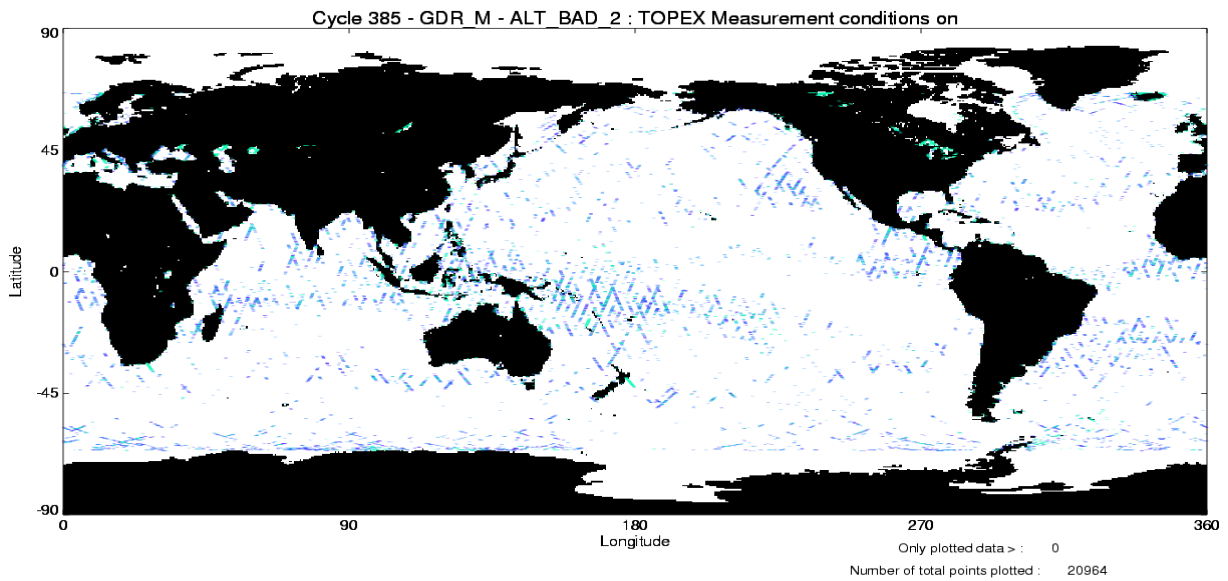 Cycle 385 - GDR_M - ALT_BAD_2 : TOPEX Measurement conditions on
90
45
0
-45
-90
Latitude
0 90 180 270 360
Longitude
Only plotted data > : 0
Number of total points plotted : 20964